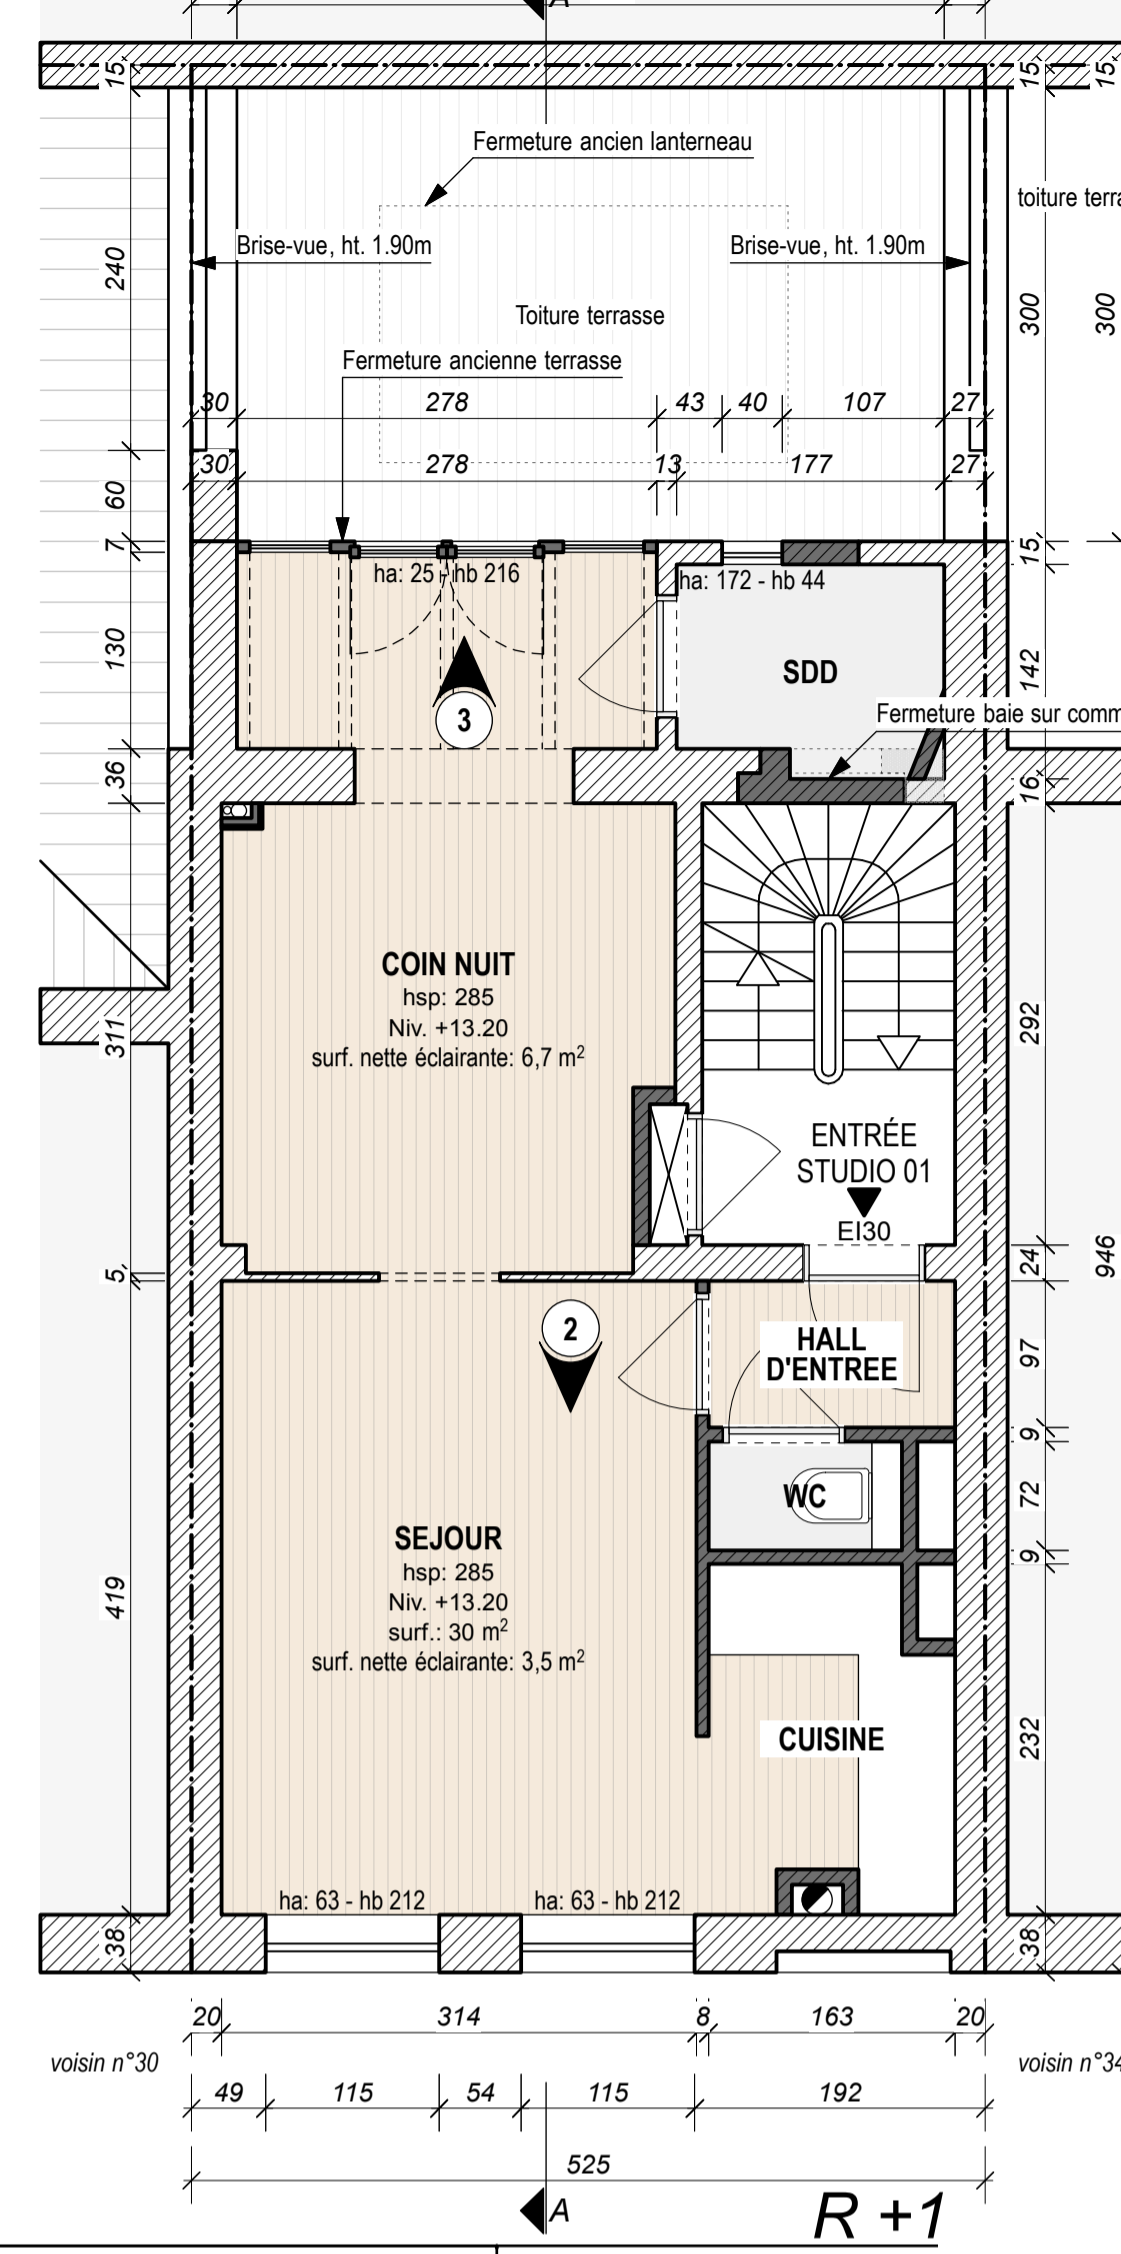 A
15
15
15
Fermeture ancien lanterneau
toiture terra
Brise-vue, ht. 1.90m
Brise-vue, ht. 1.90m
240
300
300
Toiture terrasse
Fermeture ancienne terrasse
30
278
43
40
107
27
30
278
13
177
27
60
7
15
ha: 25 - hb 216
ha: 172 - hb 44
130
142
SDD
3
Fermeture baie sur comm
36
16
COIN NUIT
hsp: 285
Niv. +13.20
surf. nette éclairante: 6,7 m²
311
292
ENTRÉE
STUDIO 01
EI30
5
24
946
2
HALL
D'ENTREE
97
9
WC
72
SEJOUR
hsp: 285
Niv. +13.20
surf.: 30 m²
surf. nette éclairante: 3,5 m²
9
419
CUISINE
232
ha: 63 - hb 212
ha: 63 - hb 212
38
38
20
314
8
163
20
voisin n°30
voisin n°34
49
115
54
115
192
525
A
R +1